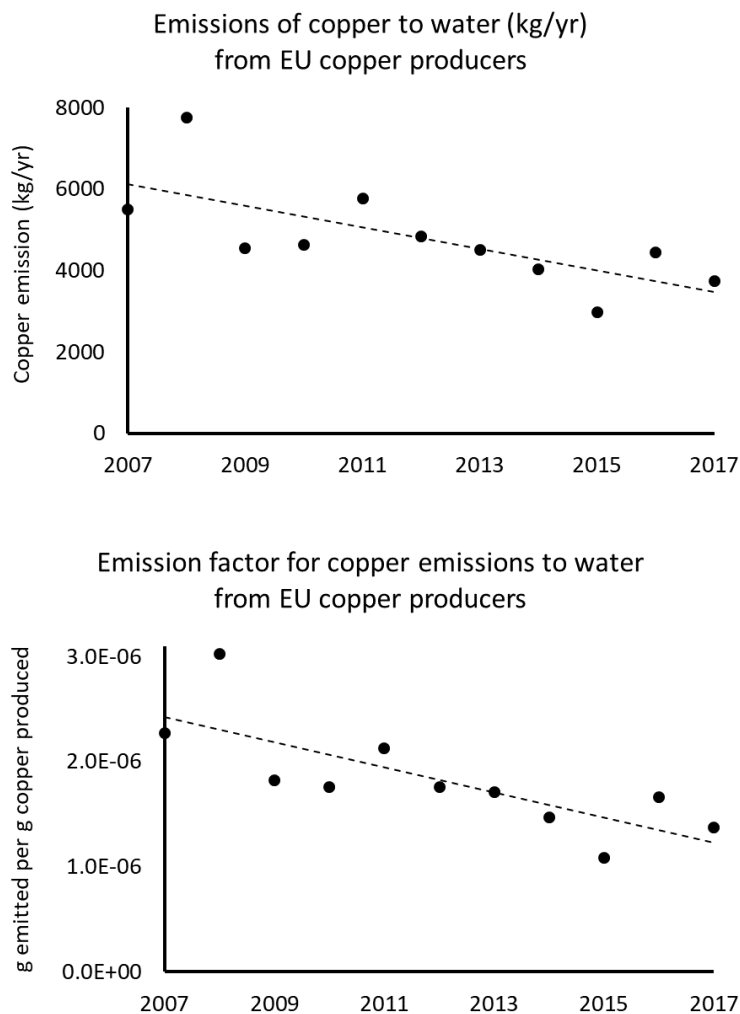 Emissions of copper to water (kg/yr)
from EU copper producers
Copper emission (kg/yr)
8000
6000
4000
2000
0
2007 2009 2011 2013 2015 2017
Emission factor for copper emissions to water
from EU copper producers
g emitted per g copper produced
3.0E-06
2.0E-06
1.0E-06
0.0E+00
2007 2009 2011 2013 2015 2017